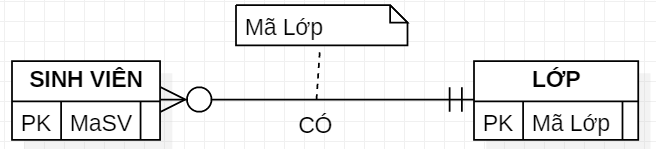 Mã Lớp
SINH VIÊN
LỚP
PK MaSV
PK Mã Lớp
CÓ